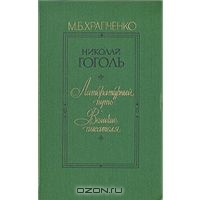 М.Б.ХРАПЧЕНКО
НИКОЛАЙ
ГОГОЛЬ
Литературный
путь
Величие
писателя
OZON.ru